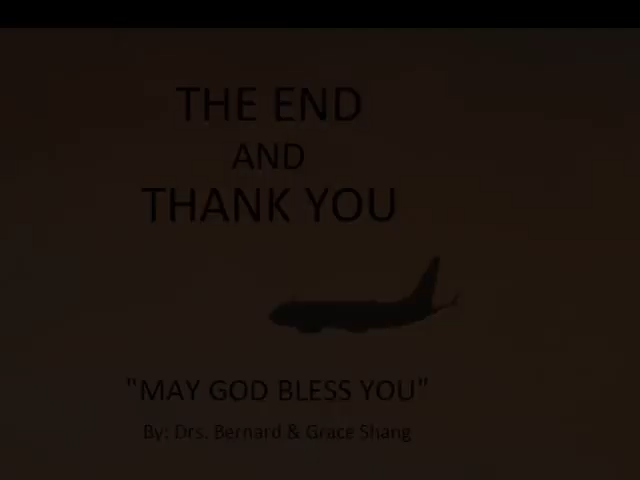 THE END
AND
THANK YOU
"MAY GOD BLESS YOU"
By: Drs. Bernard & Grace Shang